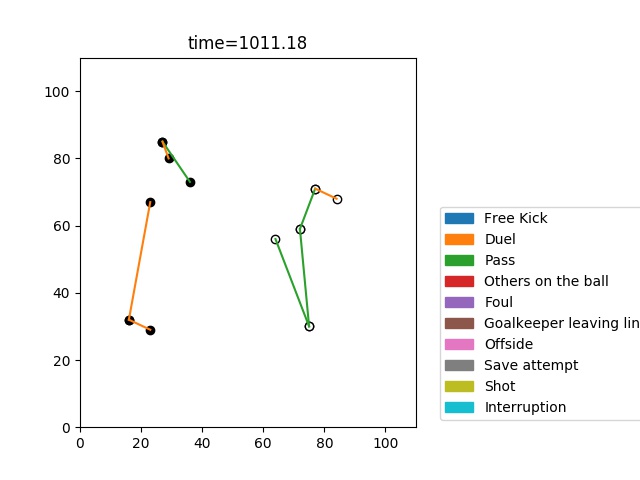 time=1011.18
100
80
60
40
20
0
0 20 40 60 80 100
Free Kick
Duel
Pass
Others on the ball
Foul
Goalkeeper leaving lin
Offside
Save attempt
Shot
Interruption